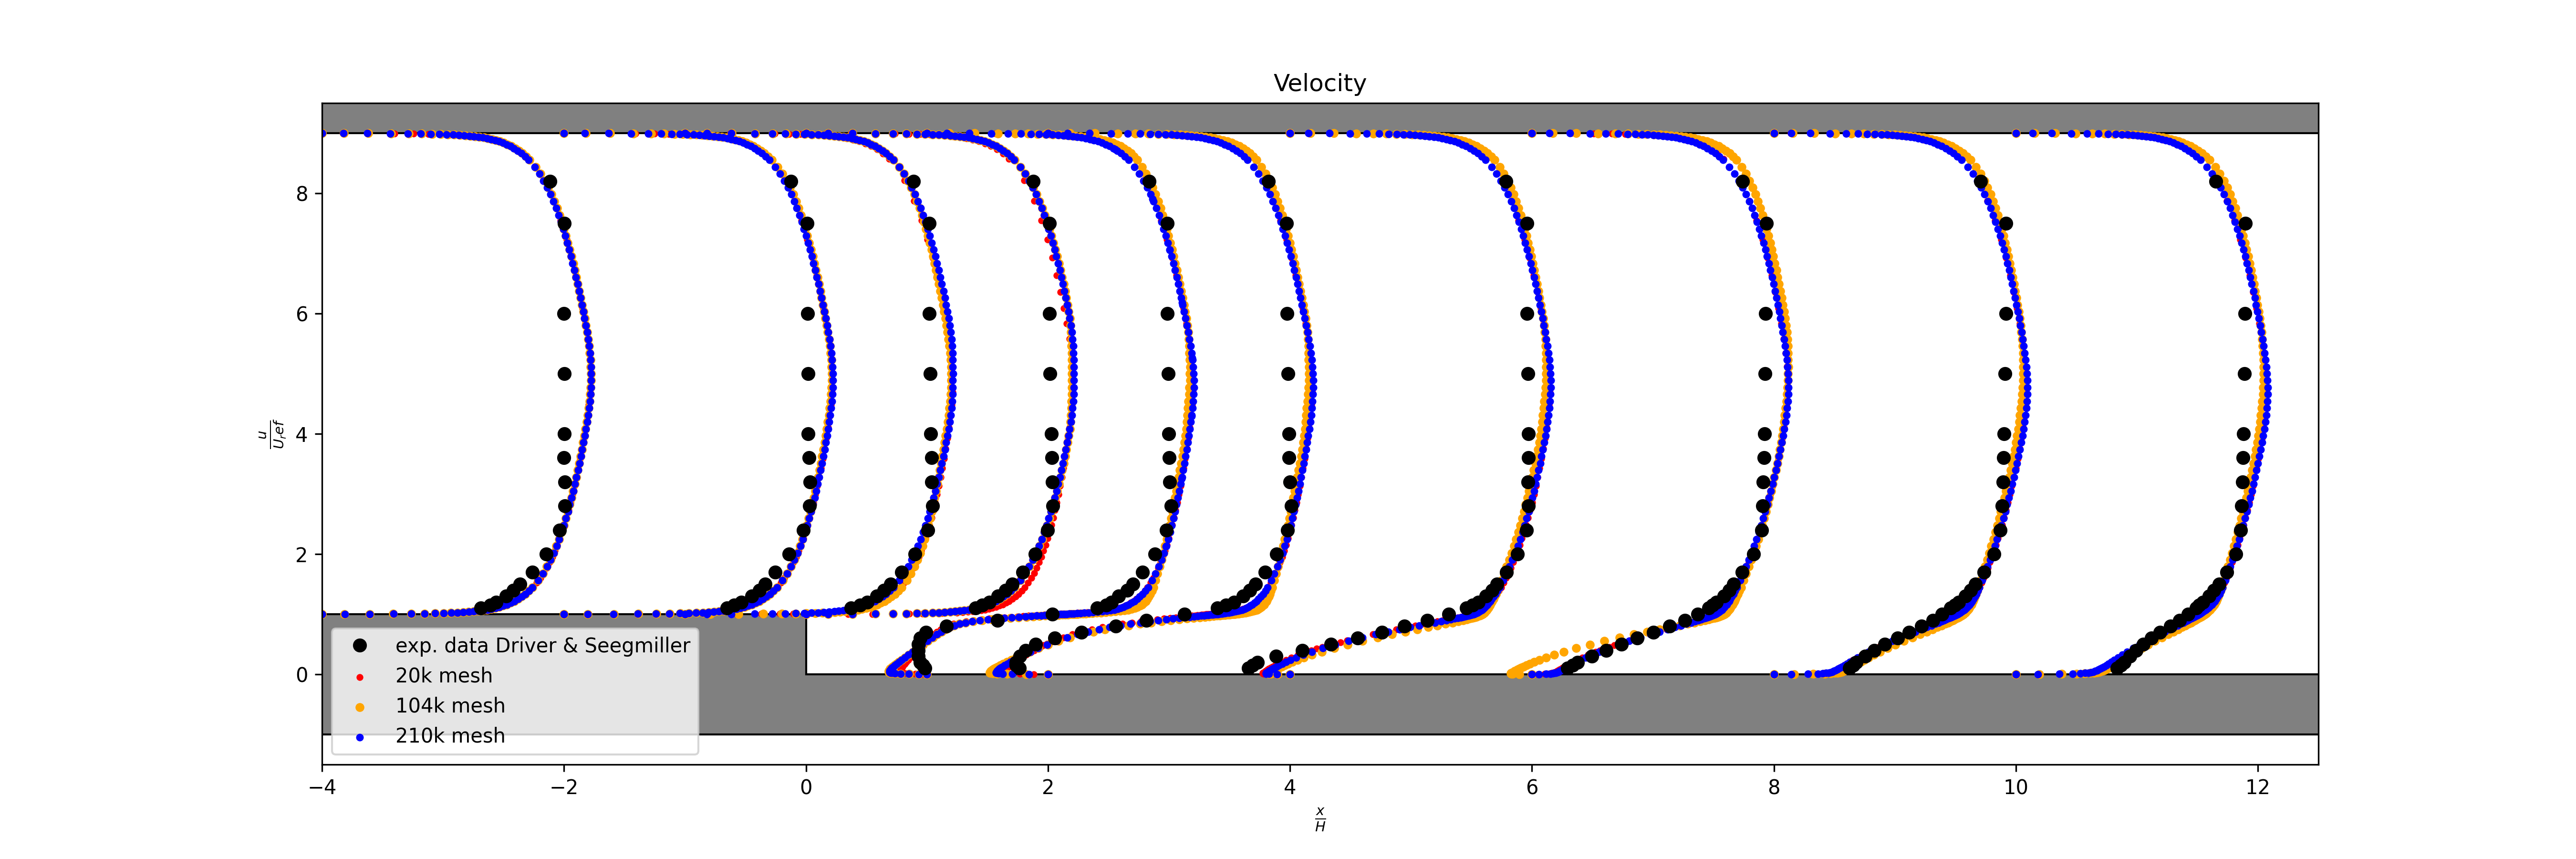 Velocity
u/U_ref
8
6
4
2
0
exp. data Driver & Seegmiller
20k mesh
104k mesh
210k mesh
−4 −2 0 2 4 6 8 10 12
x/H